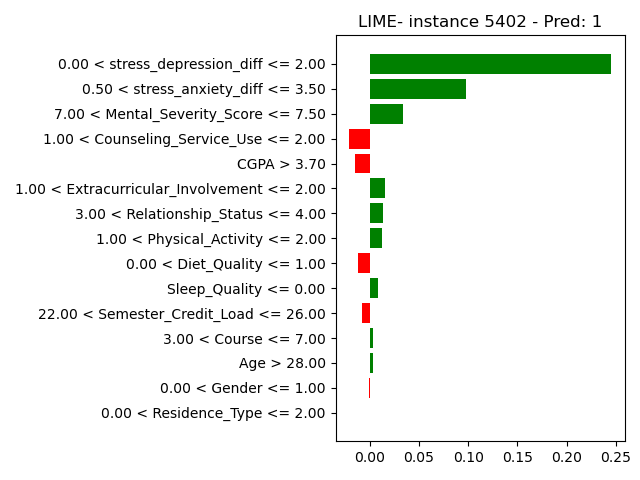 LIME- instance 5402 - Pred: 1
0.00 < stress_depression_diff <= 2.00
0.50 < stress_anxiety_diff <= 3.50
7.00 < Mental_Severity_Score <= 7.50
1.00 < Counseling_Service_Use <= 2.00
CGPA > 3.70
1.00 < Extracurricular_Involvement <= 2.00
3.00 < Relationship_Status <= 4.00
1.00 < Physical_Activity <= 2.00
0.00 < Diet_Quality <= 1.00
Sleep_Quality <= 0.00
22.00 < Semester_Credit_Load <= 26.00
3.00 < Course <= 7.00
Age > 28.00
0.00 < Gender <= 1.00
0.00 < Residence_Type <= 2.00
0.00 0.05 0.10 0.15 0.20 0.25